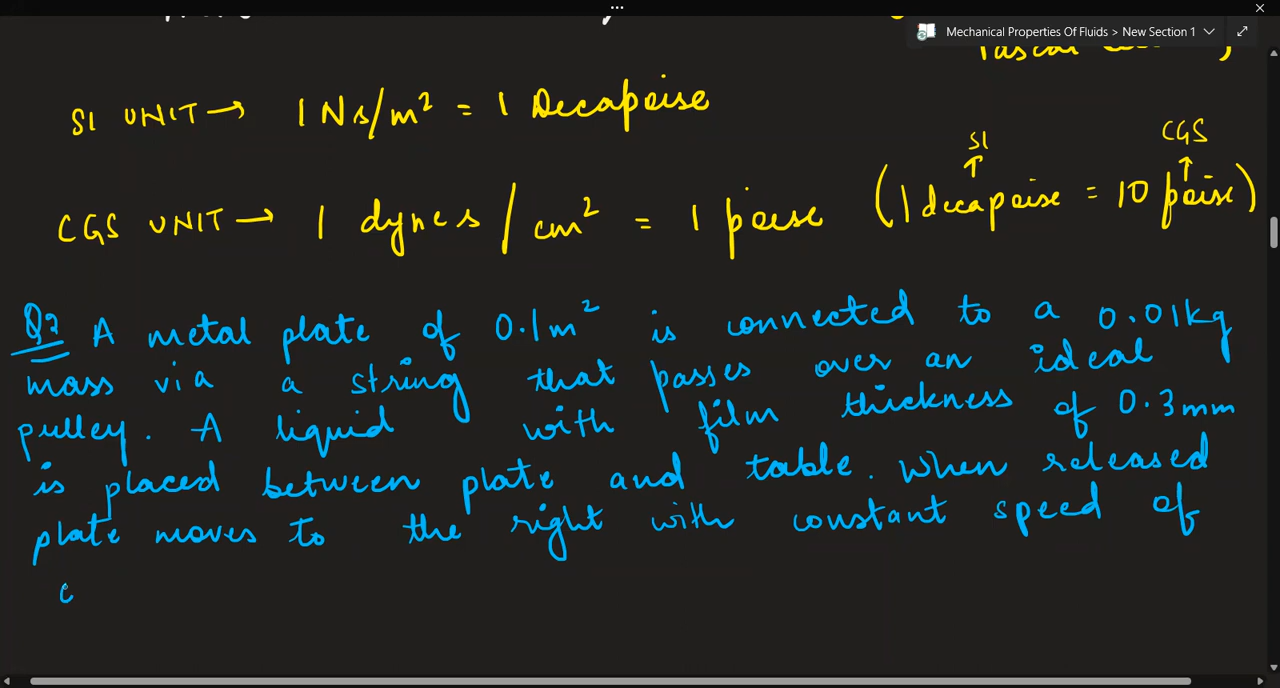 Mechanical Properties Of Fluids > New Section 1
SI UNIT → 1 Ns/m² = 1 Decapoise
SI CGS
CGS UNIT → 1 dynes / cm² = 1 poise (1 decapoise = 10 poise)
Q2 A metal plate of 0.1m² is connected to a 0.01kg
mass via a string that passes over an ideal
pulley. A liquid with film thickness of 0.3mm
is placed between plate and table. When released
plate moves to the right with constant speed of